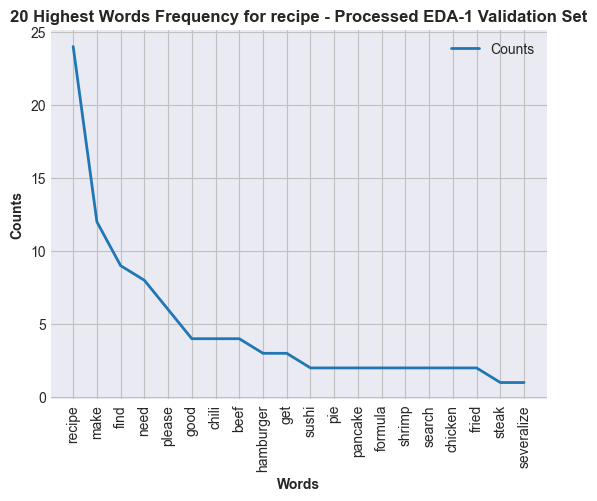 20 Highest Words Frequency for recipe - Processed EDA-1 Validation Set
Counts
25
20
15
10
5
0
Counts
recipe
make
find
need
please
good
chili
beef
hamburger
get
sushi
pie
pancake
formula
shrimp
search
chicken
fried
steak
severalize
Words